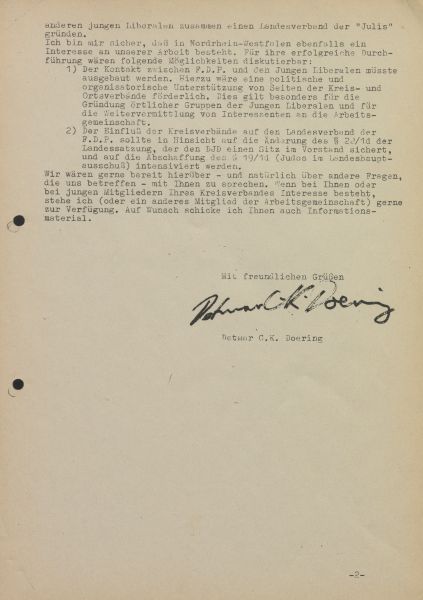 anderen jungen Liberalen zusammen einen Landesverband der "Julis"
gründen.
Ich bin mir sicher, daß in Nordrhein-Westfalen ebenfalls ein
Interesse an unserer Arbeit besteht. Für ihre erfolgreiche Durch-
führung wären folgende Möglichkeiten diskutierbar:
1) Der Kontakt zwischen F.D.P. und den Jungen Liberalen müsste
ausgebaut werden. Hierzu wäre eine politische und
organisatorische Unterstützung von Seiten der Kreis- und
Ortsverbände förderlich. Dies gilt besonders für die
Gründung örtlicher Gruppen der Jungen Liberalen und für
die Weitervermittlung von Interessenten an die Arbeits-
gemeinschaft.
2) Der Einfluß der Kreisverbände auf den Landesverband der
F.D.P. sollte in Hinsicht auf die Änderung des § 20/1d der
Landessatzung, der den DJD einen Sitz im Vorstand sichert,
und auf die Abschaffung des § 19/1d (Judos im Landeshaupt-
ausschuß) intensiviert werden.
Wir wären gerne bereit hierüber - und natürlich über andere Fragen,
die uns betreffen - mit Ihnen zu sprechen. Wenn bei Ihnen oder
bei jungen Mitgliedern Ihres Kreisverbandes Interesse besteht,
stehe ich (oder ein anderes Mitglied der Arbeitsgemeinschaft) gerne
zur Verfügung. Auf Wunsch schicke ich Ihnen auch Informations-
material.
Mit freundlichen Grüßen
Detmar C.K. Doering
Detmar C.K. Doering
-2-